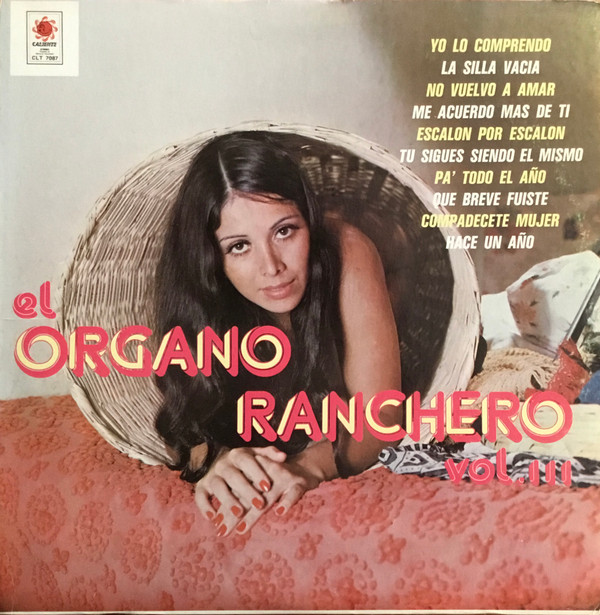 CALIENTE
CLT 7087
YO LO COMPRENDO
LA SILLA VACIA
NO VUELVO A AMAR
ME ACUERDO MAS DE TI
ESCALON POR ESCALON
TU SIGUES SIENDO EL MISMO
PA' TODO EL AÑO
QUE BREVE FUISTE
COMPADECETE MUJER
HACE UN AÑO
el
ORGANO
RANCHERO
vol. III